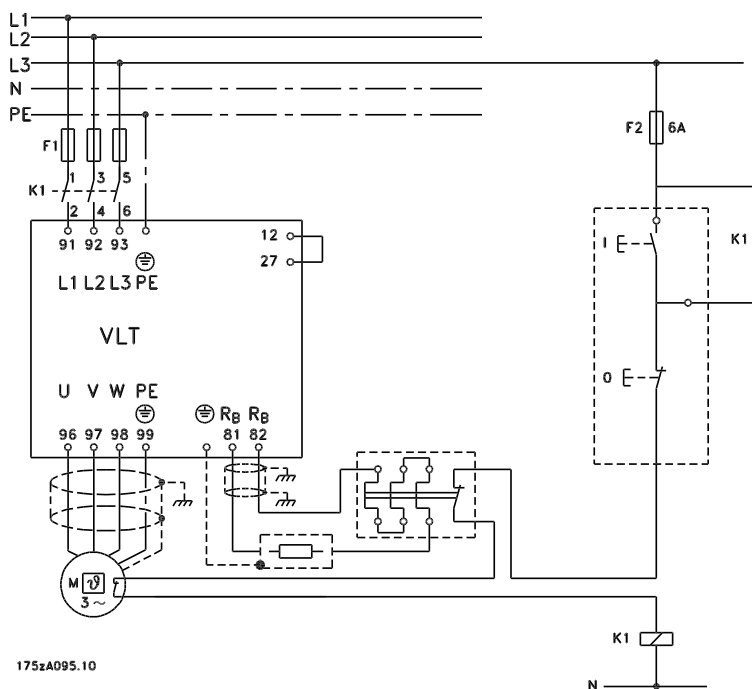 L1
L2
L3
N
PE
F1
F2 6A
1 3 5
K1
2 4 6
91 92 93
12
27
L1 L2 L3 PE
I
K1
VLT
O
U V W PE
RB RB
96 97 98 99 81 82
M ϑ
3~
K1
175ZA095.10
N